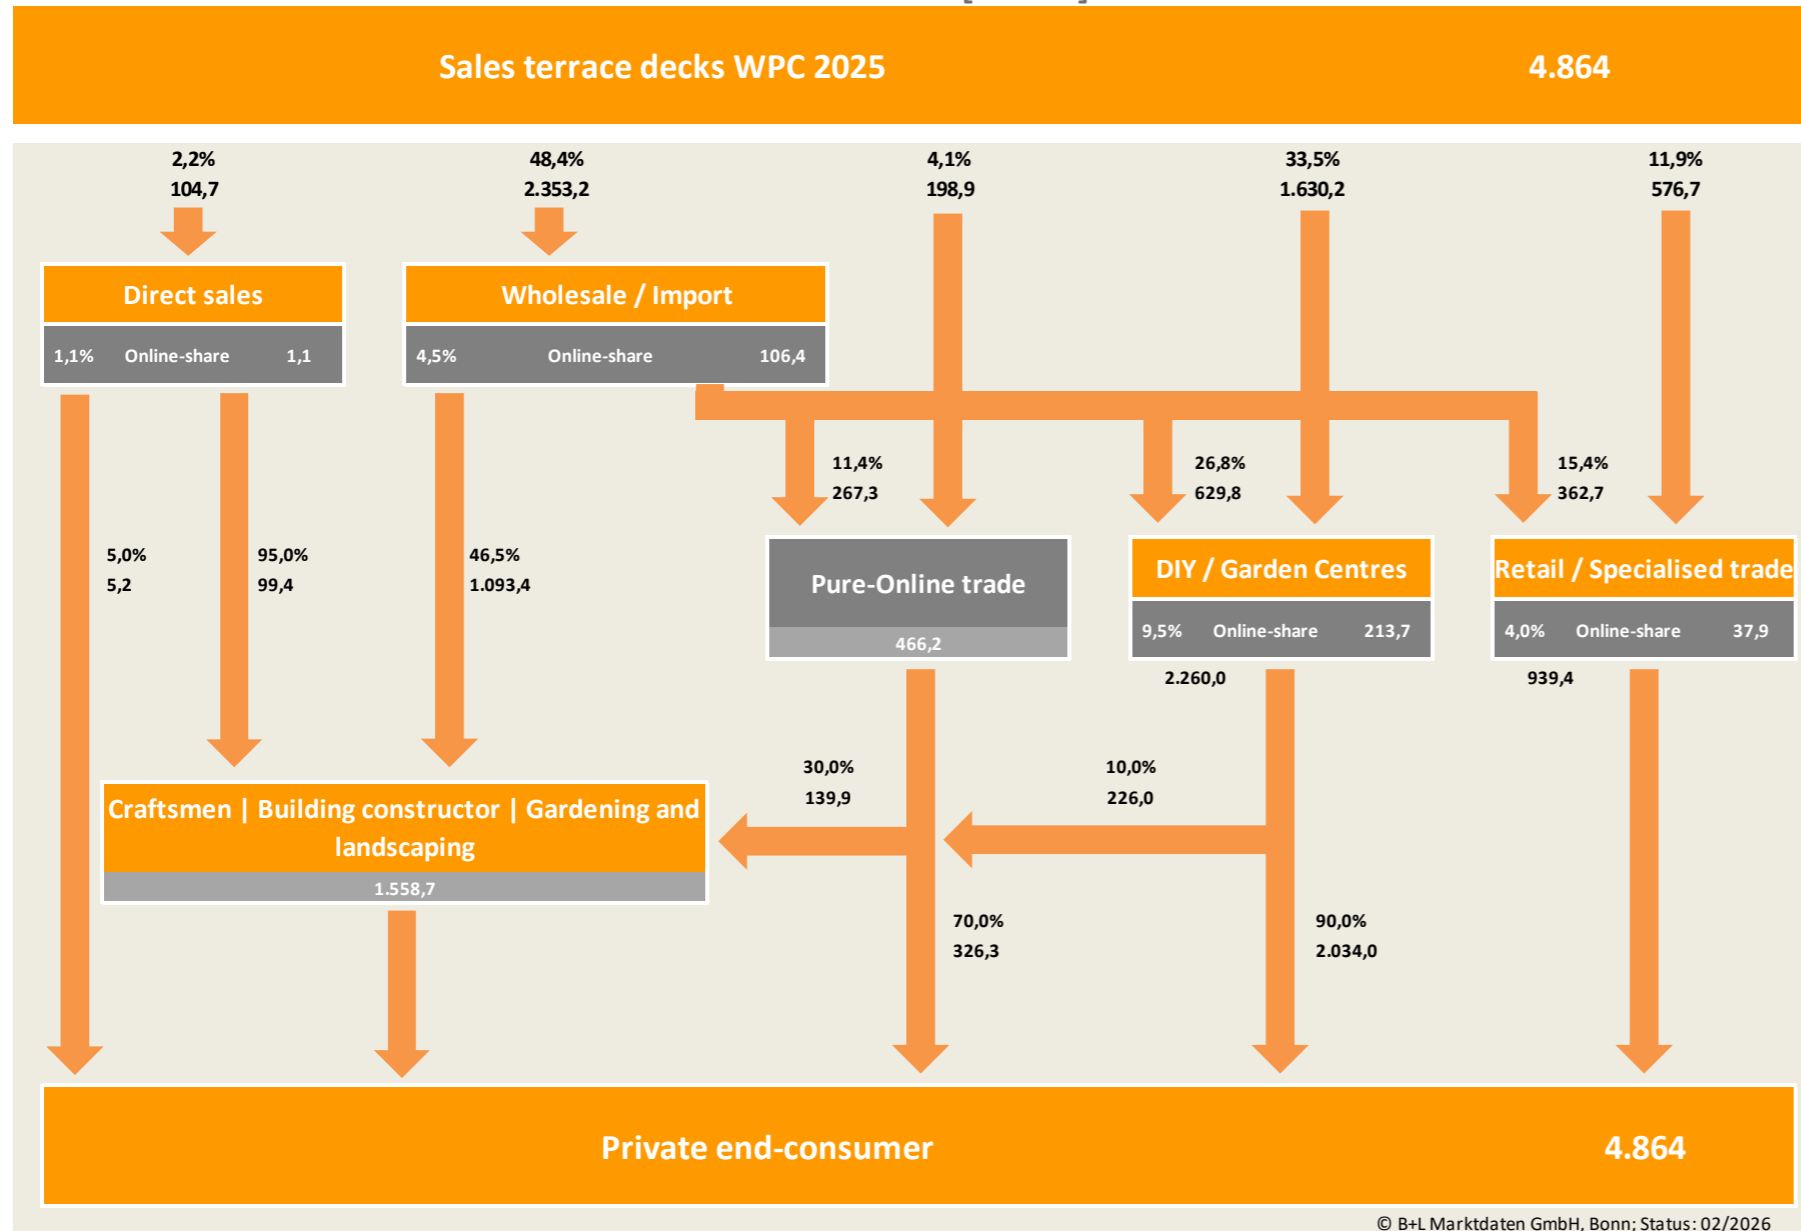 Sales terrace decks WPC 2025 4.864
2,2% 48,4% 4,1% 33,5% 11,9%
104,7 2.353,2 198,9 1.630,2 576,7
Direct sales
1,1% Online-share 1,1
Wholesale / Import
4,5% Online-share 106,4
11,4% 26,8% 15,4%
267,3 629,8 362,7
5,0% 95,0% 46,5%
5,2 99,4 1.093,4
Pure-Online trade
466,2
DIY / Garden Centres
9,5% Online-share 213,7
2.260,0
Retail / Specialised trade
4,0% Online-share 37,9
939,4
30,0% 10,0%
139,9 226,0
Craftsmen | Building constructor | Gardening and
landscaping
1.558,7
70,0% 90,0%
326,3 2.034,0
Private end-consumer 4.864
© B+L Marktdaten GmbH, Bonn; Status: 02/2026